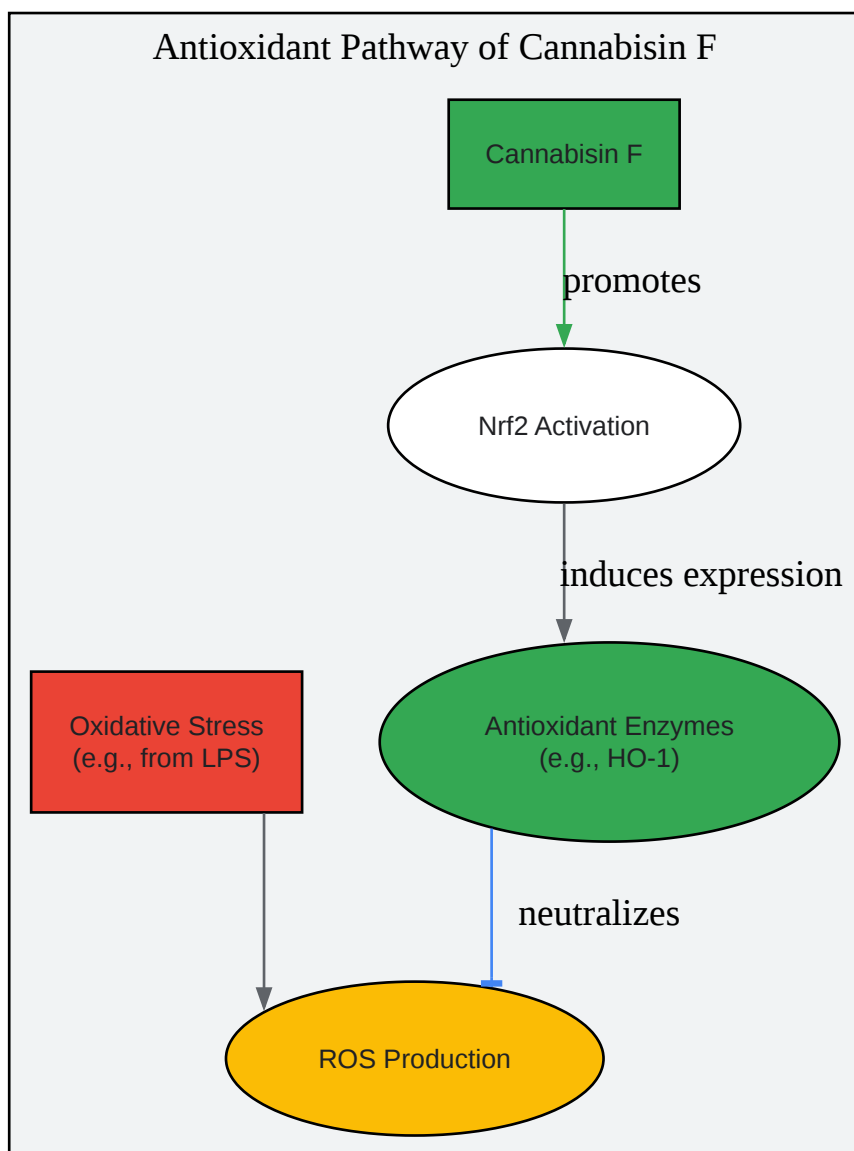 Antioxidant Pathway of Cannabisin F
Cannabisin F
promotes
Nrf2 Activation
induces expression
Oxidative Stress
(e.g., from LPS)
Antioxidant Enzymes
(e.g., HO-1)
neutralizes
ROS Production